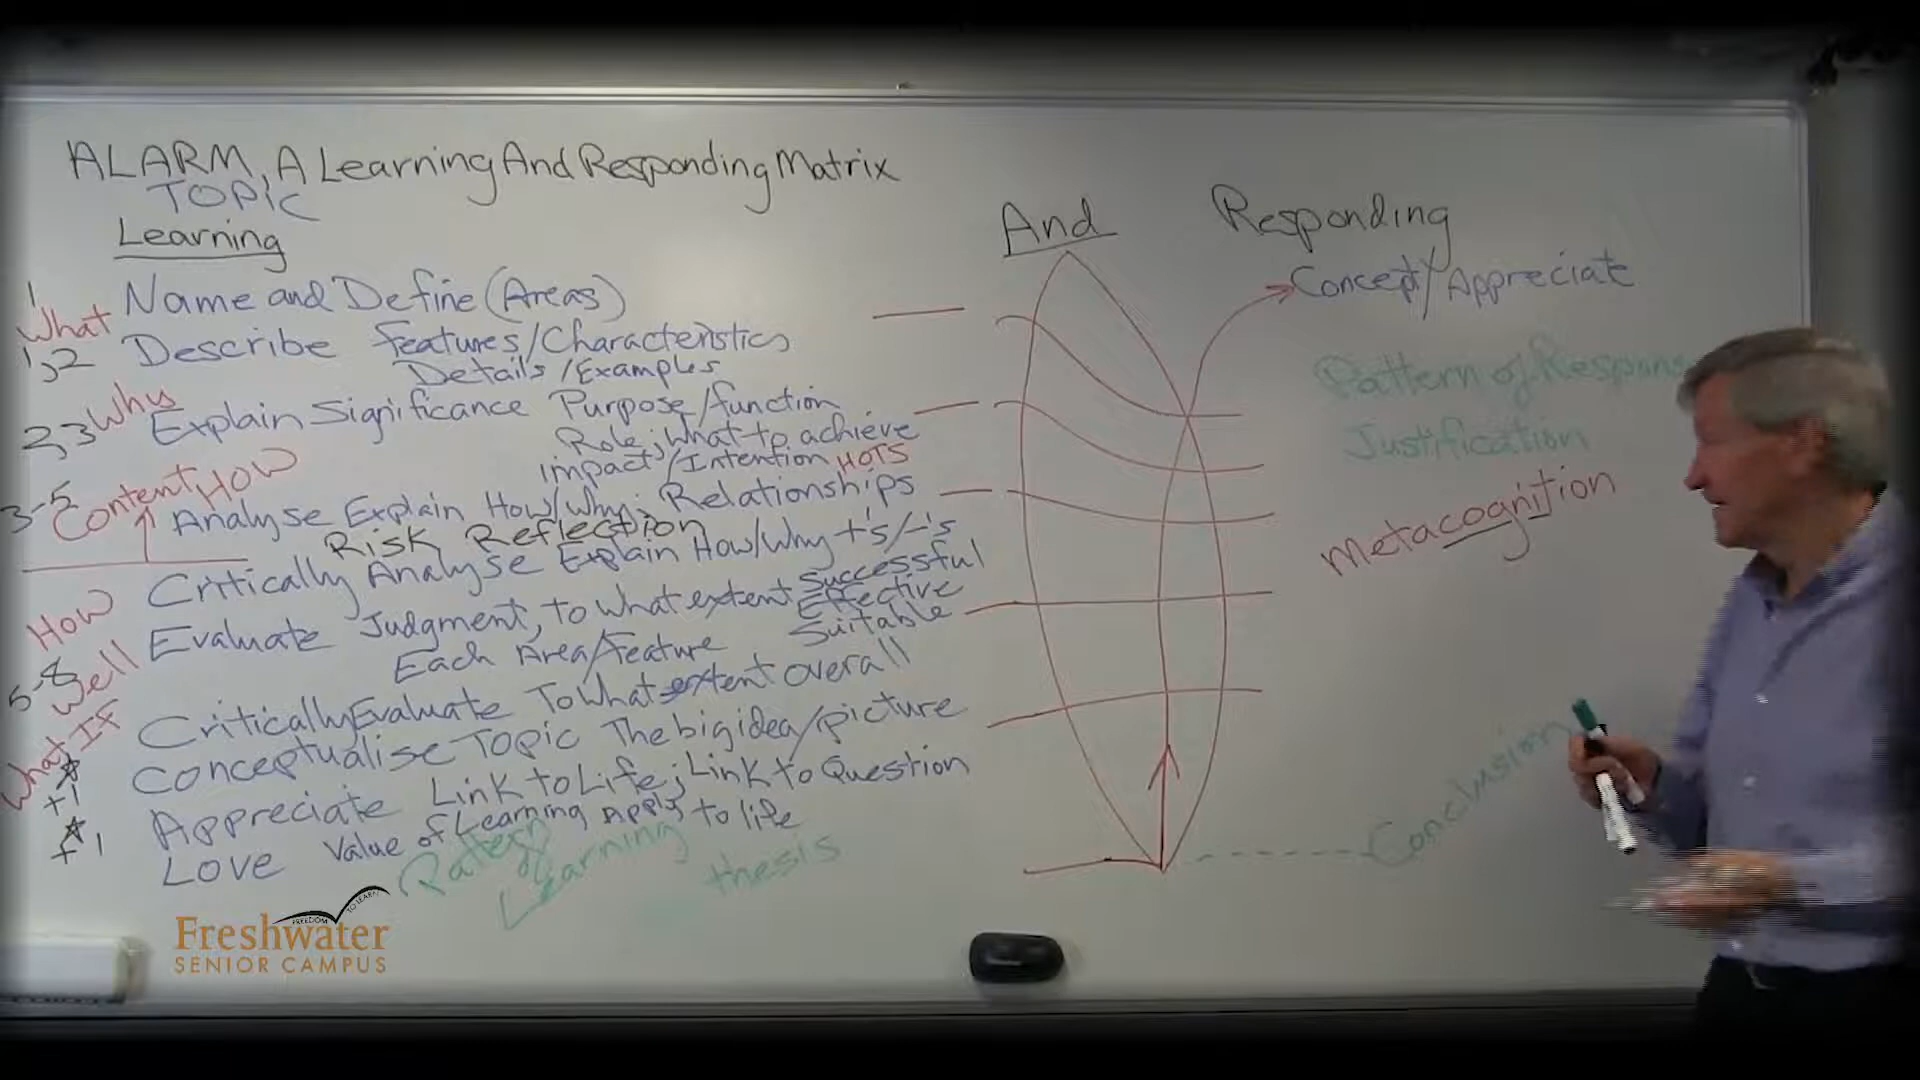 ALARM, A Learning And Responding Matrix
TOPIC
Learning
And
Responding
1
What
Name and Define (Areas)
Concept/Appreciate
1,2
Describe Features/Characteristics
Details/Examples
Pattern of Respons
Why
2,3
Explain Significance Purpose/function
Role; What to achieve
Justification
impact/Intention HOTS
HOW
Content
3-5
Analyse Explain How/Why; Relationships
Metacognition
Risk Reflection
Critically Analyse Explain How/Why +'s/-'s
How
Well
5-8
Evaluate Judgment, to what extent Successful
Effective
Suitable
Each Area/Feature
Critically Evaluate To what extent overall
What IF
Conceptualise Topic The big idea/picture
+1
Appreciate Link to Life; Link to Question
+1
LOVE Value of Learning Apply to life
Pattern of
Learning
thesis
Conclusion
FREEDOM TO LEARN
Freshwater
SENIOR CAMPUS